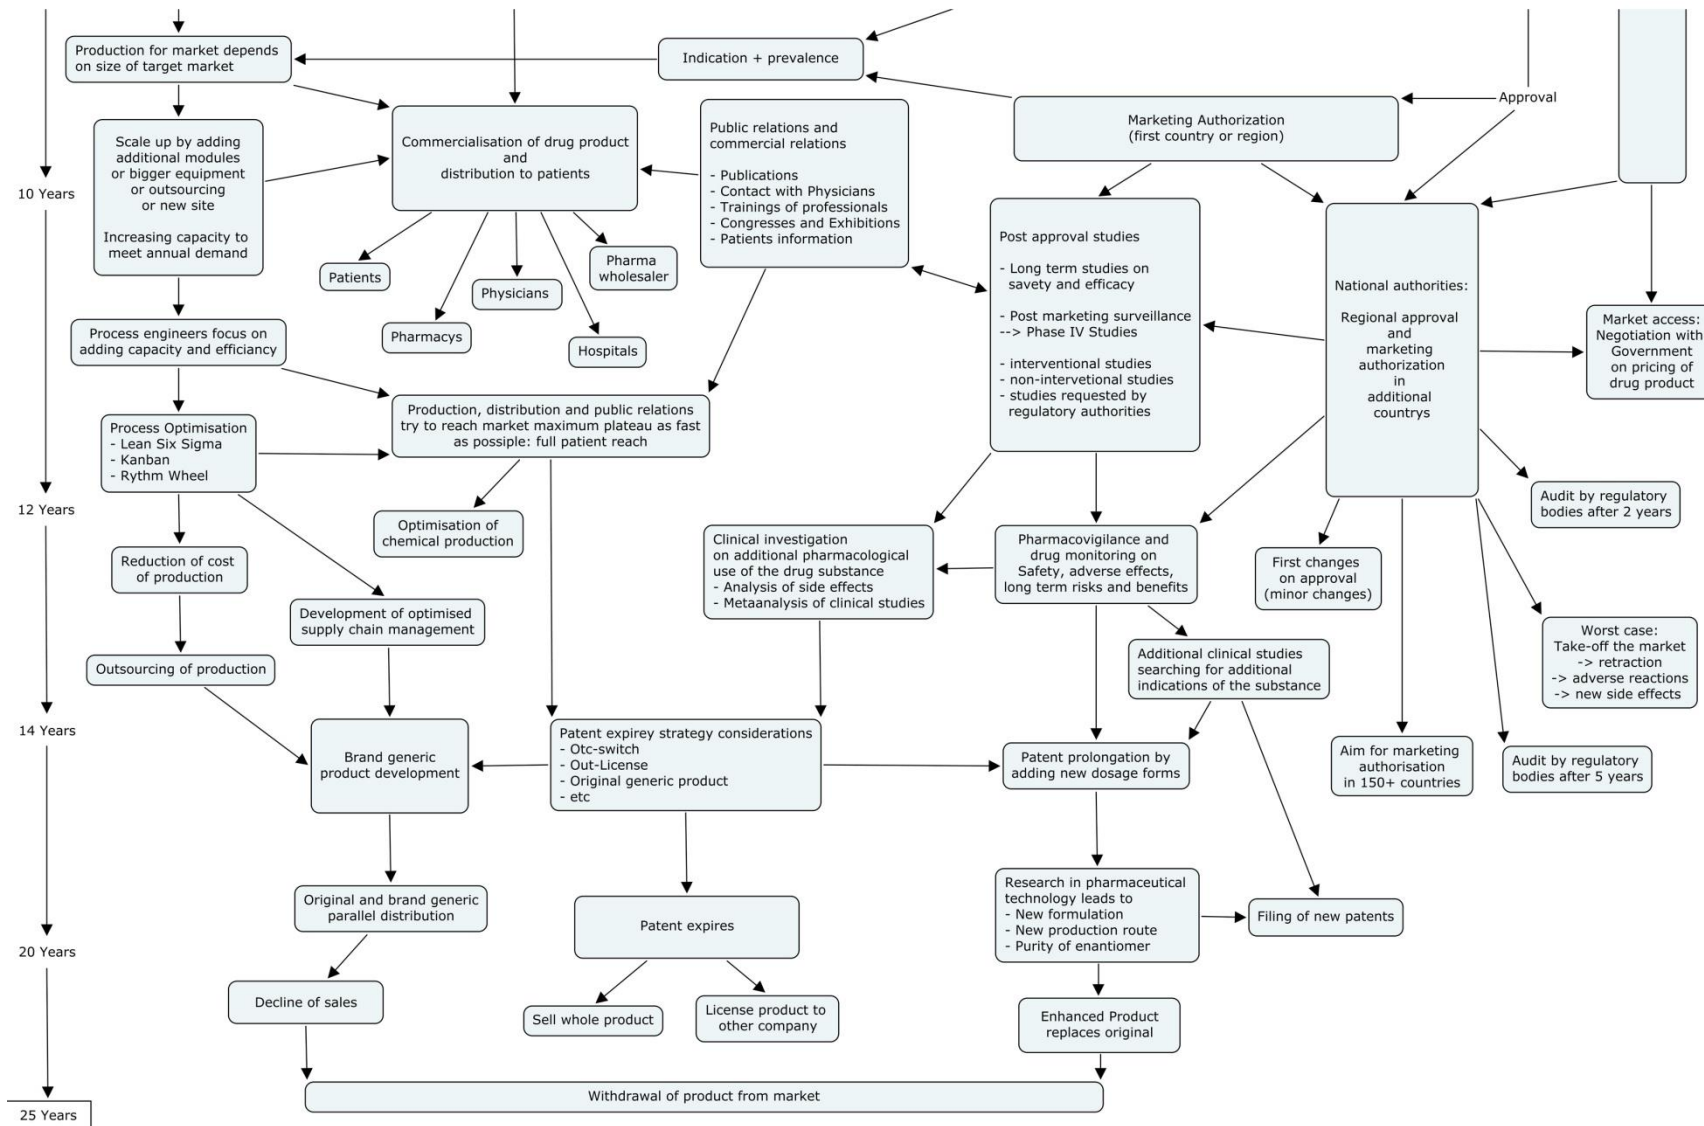 Production for market depends
on size of target market
Indication + prevalence
Approval
Marketing Authorization
(first country or region)
Scale up by adding
additional modules
or bigger equipment
or outsourcing
or new site
Increasing capacity to
meet annual demand
Commercialisation of drug product
and
distribution to patients
Public relations and
commercial relations
- Publications
- Contact with Physicians
- Trainings of professionals
- Congresses and Exhibitions
- Patients information
10 Years
Post approval studies
- Long term studies on
savety and efficacy
- Post marketing surveillance
--> Phase IV Studies
- interventional studies
- non-intervetional studies
- studies requested by
regulatory authorities
National authorities:
Regional approval
and
marketing
authorization
in
additional
countrys
Patients
Pharmacys
Physicians
Hospitals
Pharma
wholesaler
Market access:
Negotiation with
Government
on pricing of
drug product
Process engineers focus on
adding capacity and efficiancy
Production, distribution and public relations
try to reach market maximum plateau as fast
as possiple: full patient reach
Process Optimisation
- Lean Six Sigma
- Kanban
- Rythm Wheel
12 Years
Optimisation of
chemical production
Audit by regulatory
bodies after 2 years
Clinical investigation
on additional pharmacological
use of the drug substance
- Analysis of side effects
- Metaanalysis of clinical studies
Pharmacovigilance and
drug monitoring on
Safety, adverse effects,
long term risks and benefits
First changes
on approval
(minor changes)
Reduction of cost
of production
Development of optimised
supply chain management
Worst case:
Take-off the market
-> retraction
-> adverse reactions
-> new side effects
Additional clinical studies
searching for additional
indications of the substance
Outsourcing of production
14 Years
Brand generic
product development
Patent expirey strategy considerations
- Otc-switch
- Out-License
- Original generic product
- etc
Patent prolongation by
adding new dosage forms
Aim for marketing
authorisation
in 150+ countries
Audit by regulatory
bodies after 5 years
Original and brand generic
parallel distribution
Patent expires
Research in pharmaceutical
technology leads to
- New formulation
- New production route
- Purity of enantiomer
Filing of new patents
20 Years
Decline of sales
Sell whole product
License product to
other company
Enhanced Product
replaces original
Withdrawal of product from market
25 Years